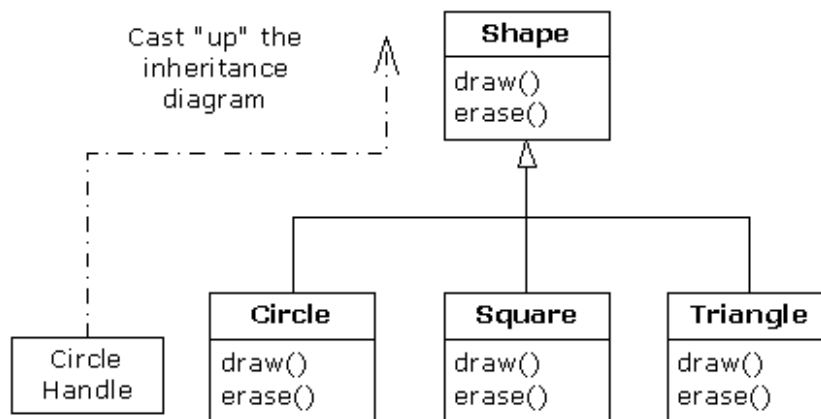 Cast "up" the
inheritance
diagram
Shape
draw()
erase()
Circle
Handle
Circle
draw()
erase()
Square
draw()
erase()
Triangle
draw()
erase()